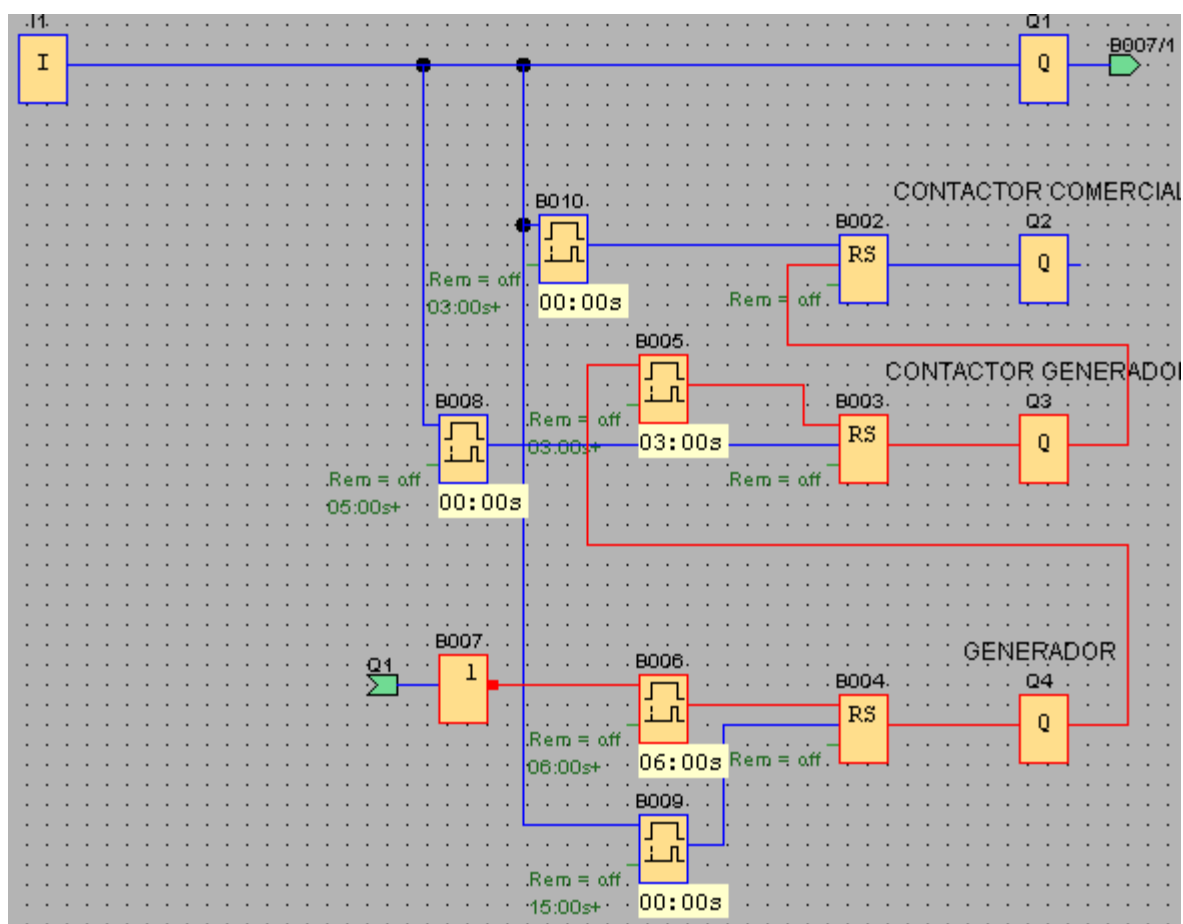 I1
Q1
I
Q
B007/1
B010
CONTACTOR COMERCIAL
B002
Q2
RS
Q
Rem = off
03:00s+
00:00s
Rem = off
B005
CONTACTOR GENERADOR
B008
B003
Q3
Rem = off
03:00s+
03:00s
RS
Q
Rem = off
05:00s+
00:00s
Rem = off
GENERADOR
Q1
B007
1
B006
B004
Q4
RS
Q
Rem = off
06:00s+
06:00s
Rem = off
B009
Rem = off
15:00s+
00:00s